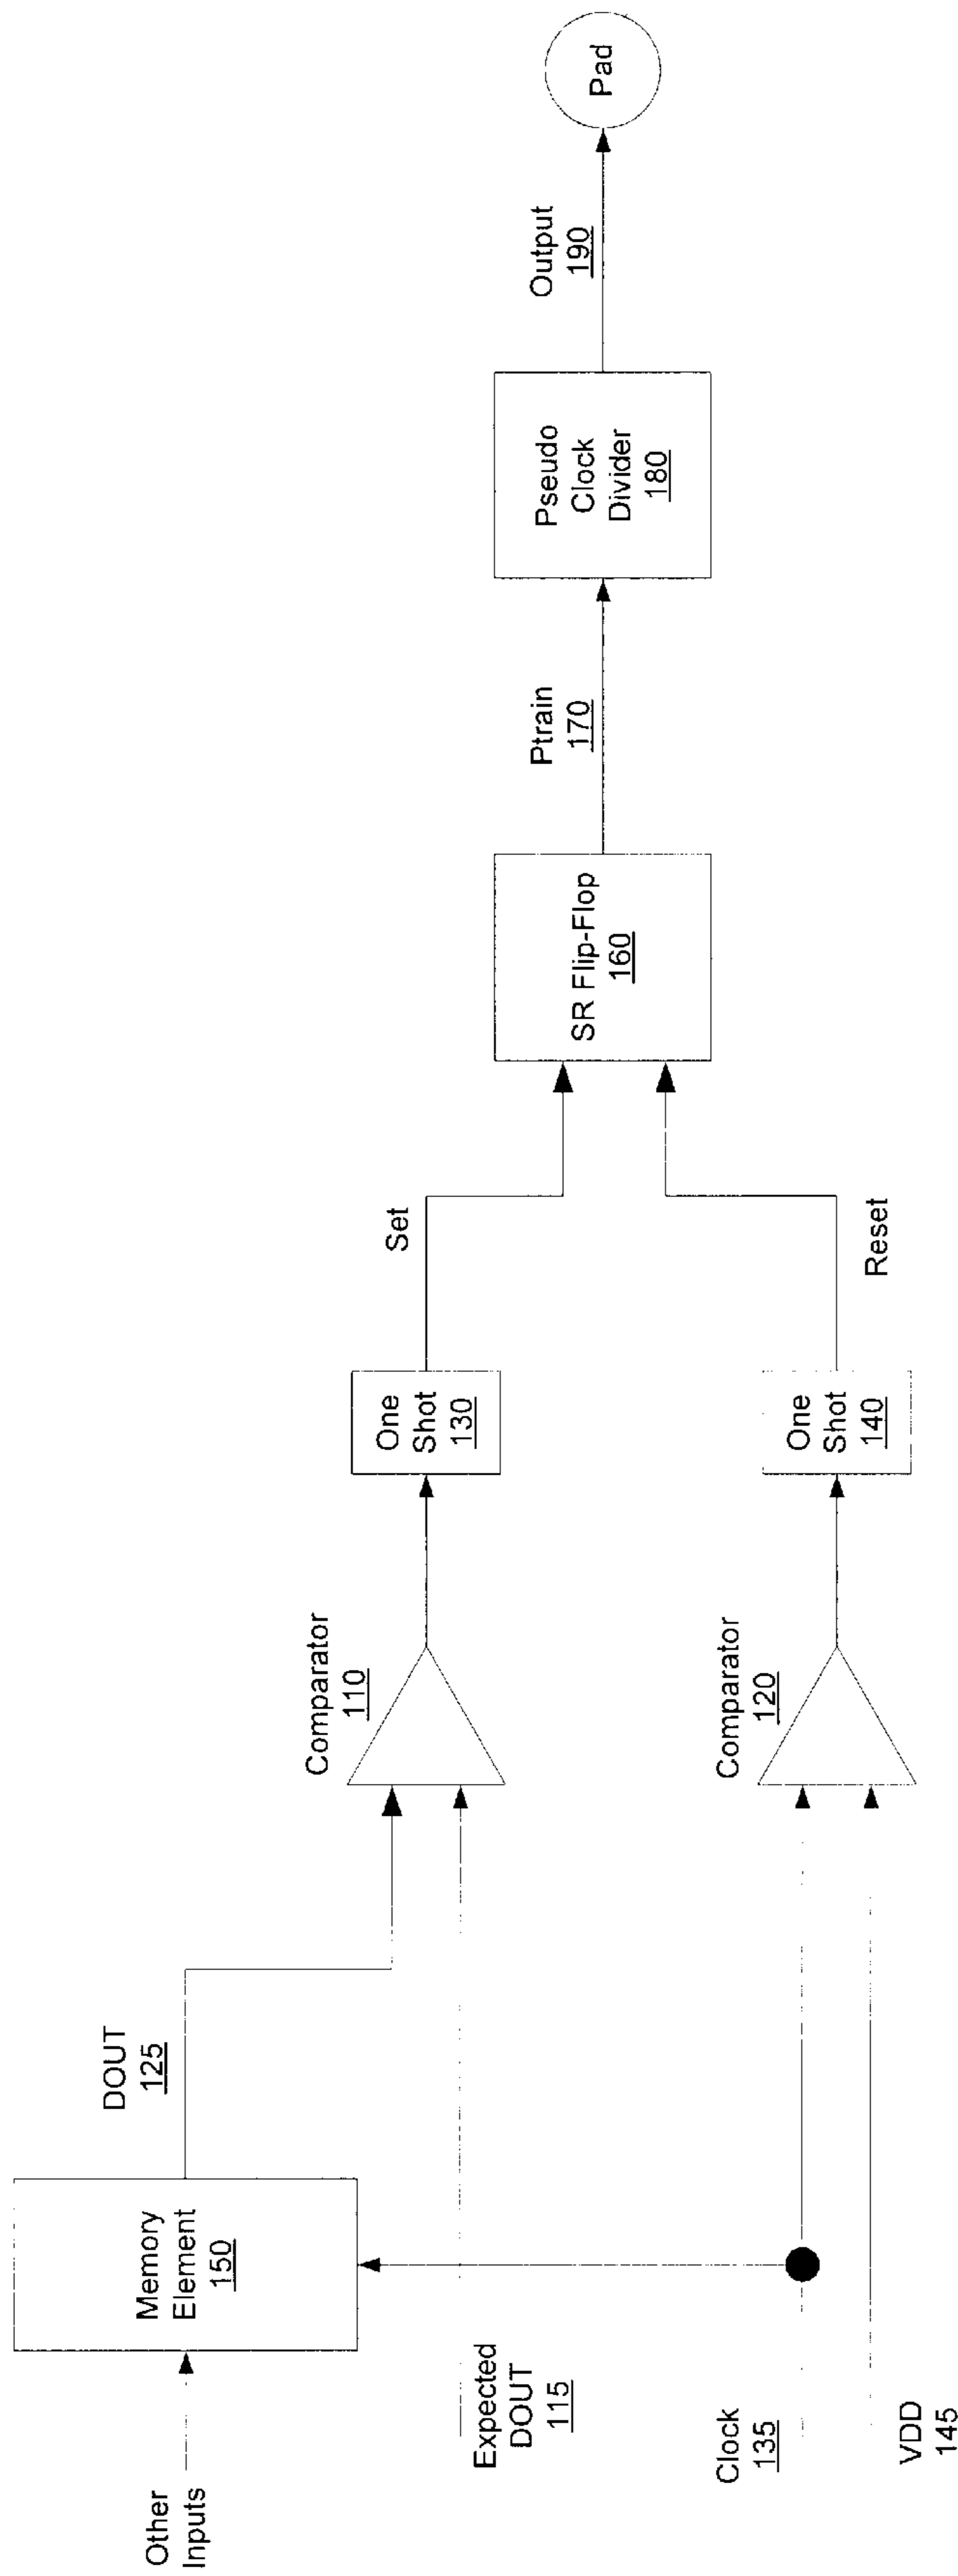 Other
Inputs
Memory
Element
150
DOUT
125
Expected
DOUT
115
Clock
135
VDD
145
Comparator
110
Comparator
120
One
Shot
130
One
Shot
140
Set
Reset
SR Flip-Flop
160
Ptrain
170
Pseudo
Clock
Divider
180
Output
190
Pad